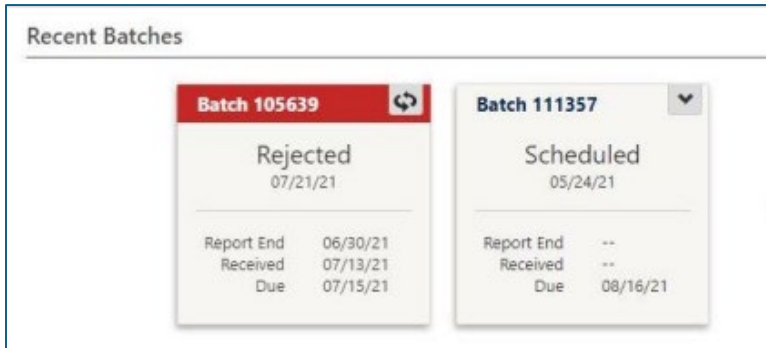 Recent Batches
Batch 105639
Rejected
07/21/21
Report End 06/30/21
Received 07/13/21
Due 07/15/21
Batch 111357
Scheduled
05/24/21
Report End --
Received --
Due 08/16/21